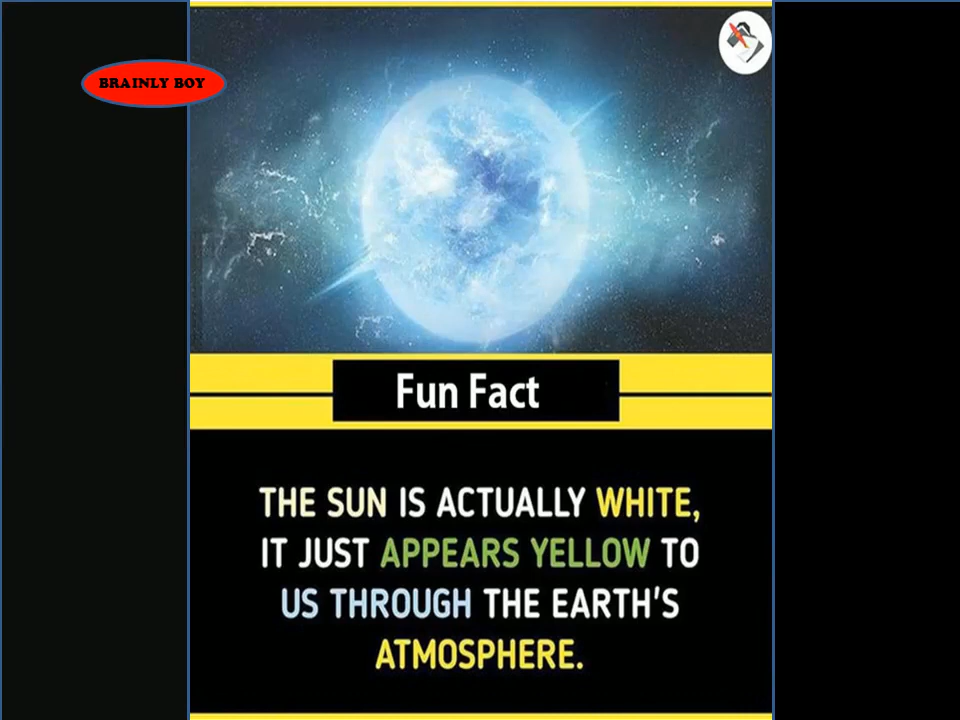 BRAINLY BOY
Fun Fact
THE SUN IS ACTUALLY WHITE,
IT JUST APPEARS YELLOW TO
US THROUGH THE EARTH'S
ATMOSPHERE.